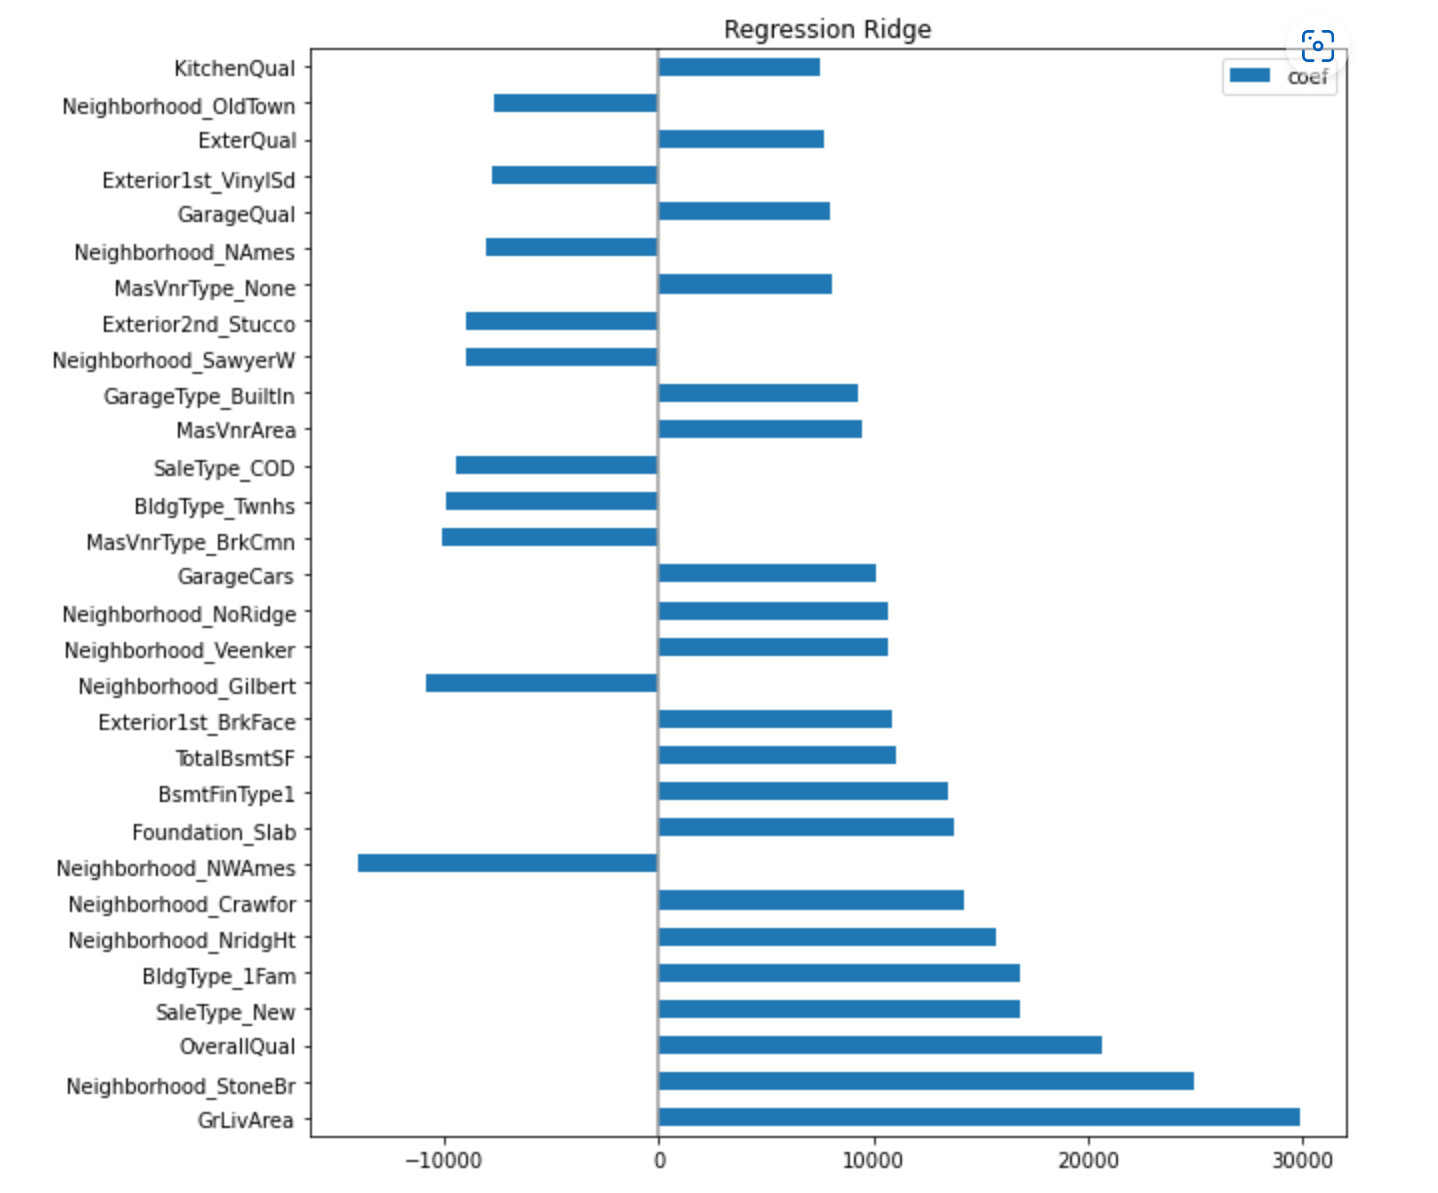 Regression Ridge
coef
KitchenQual
Neighborhood_OldTown
ExterQual
Exterior1st_VinylSd
GarageQual
Neighborhood_NAmes
MasVnrType_None
Exterior2nd_Stucco
Neighborhood_SawyerW
GarageType_BuiltIn
MasVnrArea
SaleType_COD
BldgType_Twnhs
MasVnrType_BrkCmn
GarageCars
Neighborhood_NoRidge
Neighborhood_Veenker
Neighborhood_Gilbert
Exterior1st_BrkFace
TotalBsmtSF
BsmtFinType1
Foundation_Slab
Neighborhood_NWAmes
Neighborhood_Crawfor
Neighborhood_NridgHt
BldgType_1Fam
SaleType_New
OverallQual
Neighborhood_StoneBr
GrLivArea
−10000 0 10000 20000 30000